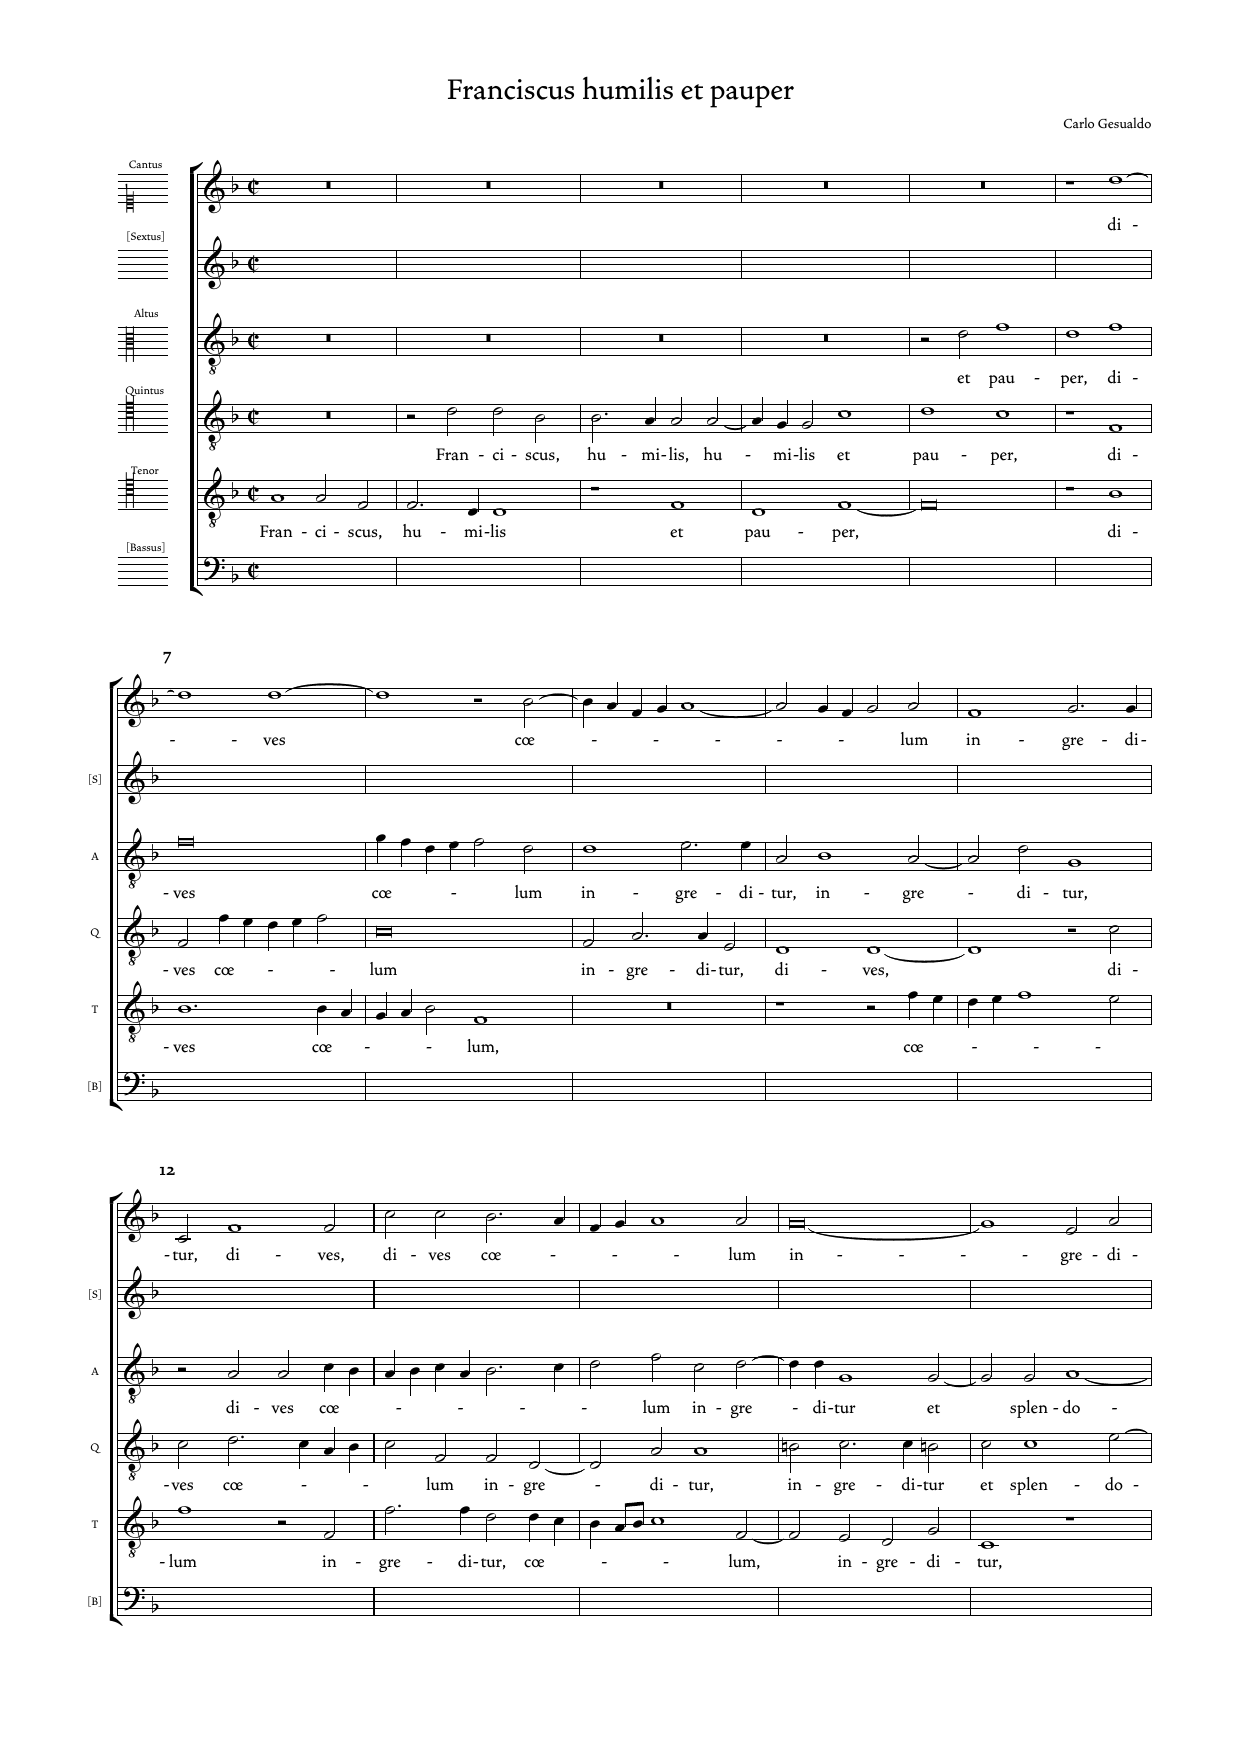 Franciscus humilis et pauper
Carlo Gesualdo
Cantus
di -
[Sextus]
Altus
et pau - per, di -
Quintus
Fran - ci - scus, hu - mi-lis, hu - mi-lis et pau - per, di -
Tenor
Fran - ci - scus, hu - mi-lis et pau - per, di -
[Bassus]
7
- - ves cœ - - - - - lum in - gre - di-
[S]
A
- ves cœ - lum in - gre - di - tur, in - gre - di - tur,
Q
- ves cœ - - lum in - gre - di-tur, di - ves, di -
T
- ves cœ - - lum, cœ - - -
[B]
12
- tur, di - ves, di - ves cœ - - - lum in - - - - gre - di -
[S]
A
di - ves cœ - - - - lum in - gre - di-tur et splen - do -
Q
- ves cœ - - lum in - gre - di - tur, in - gre - di-tur et splen - do -
T
- lum in - gre - di-tur, cœ - - lum, in - gre - di - tur,
[B]